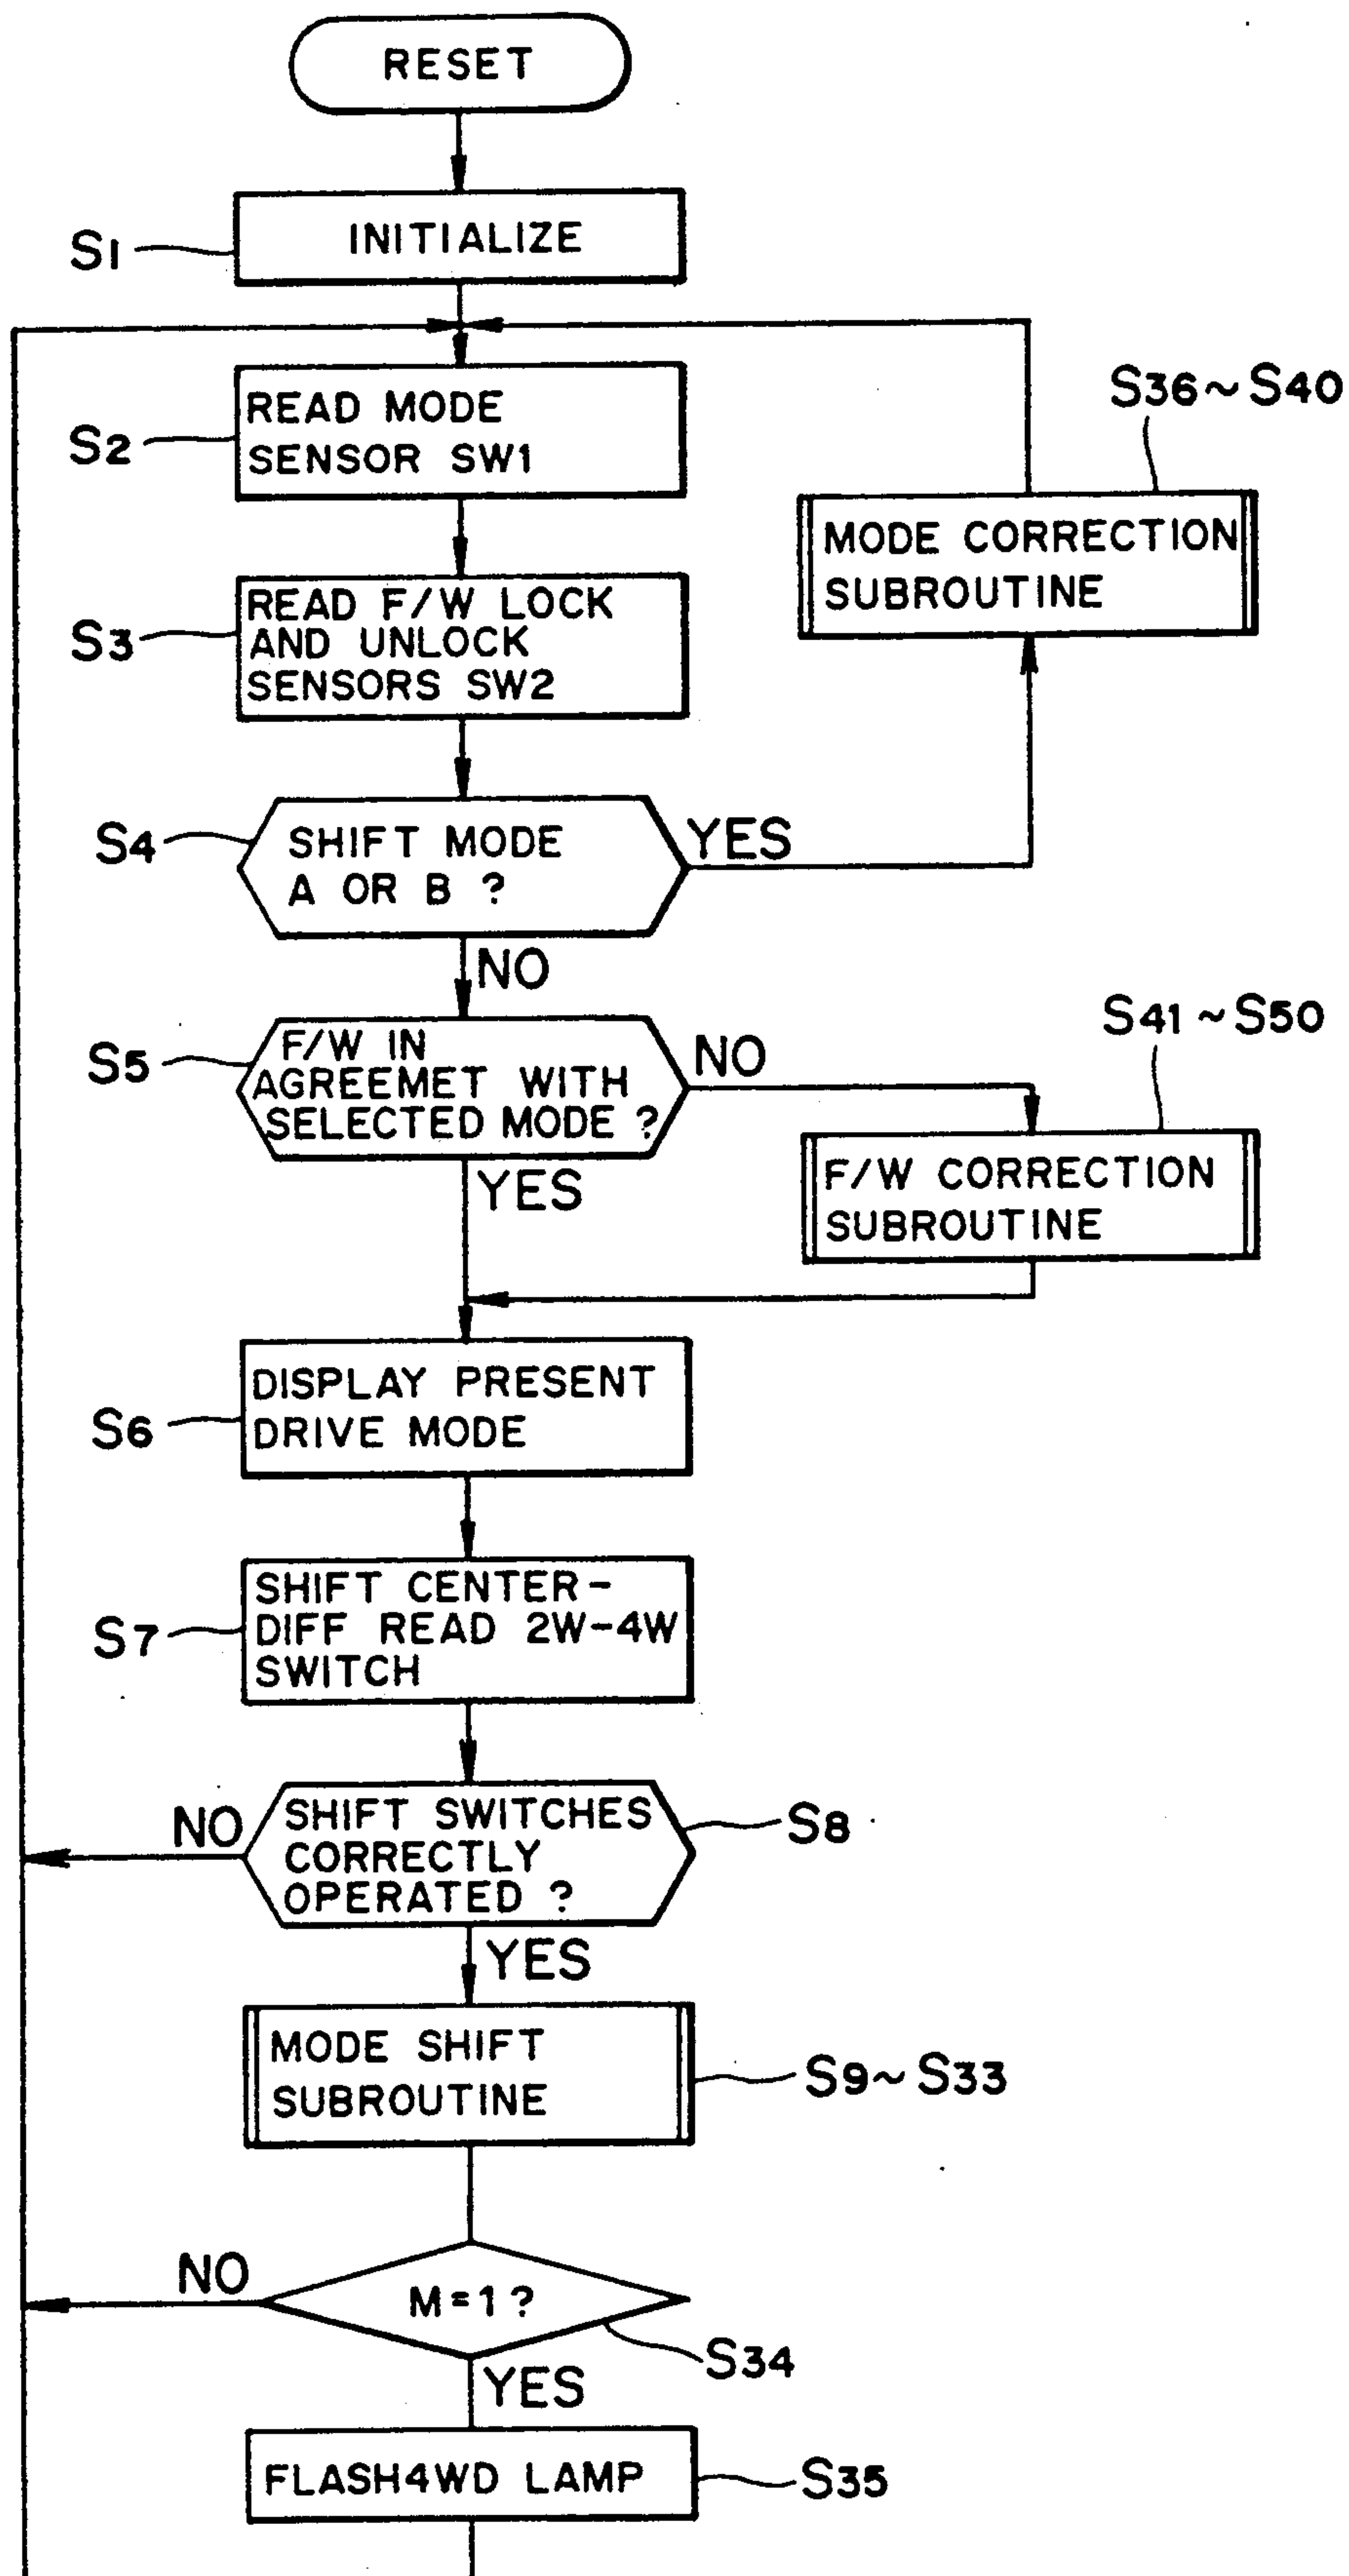 RESET
S1
INITIALIZE
S2
READ MODE
SENSOR SW1
S36~S40
MODE CORRECTION
SUBROUTINE
S3
READ F/W LOCK
AND UNLOCK
SENSORS SW2
S4
SHIFT MODE
A OR B ?
YES
NO
S5
F/W IN
AGREEMET WITH
SELECTED MODE ?
NO
S41~S50
F/W CORRECTION
SUBROUTINE
YES
S6
DISPLAY PRESENT
DRIVE MODE
S7
SHIFT CENTER-
DIFF READ 2W-4W
SWITCH
NO
SHIFT SWITCHES
CORRECTLY
OPERATED ?
S8
YES
MODE SHIFT
SUBROUTINE
S9~S33
NO
M=1?
S34
YES
FLASH4WD LAMP
S35